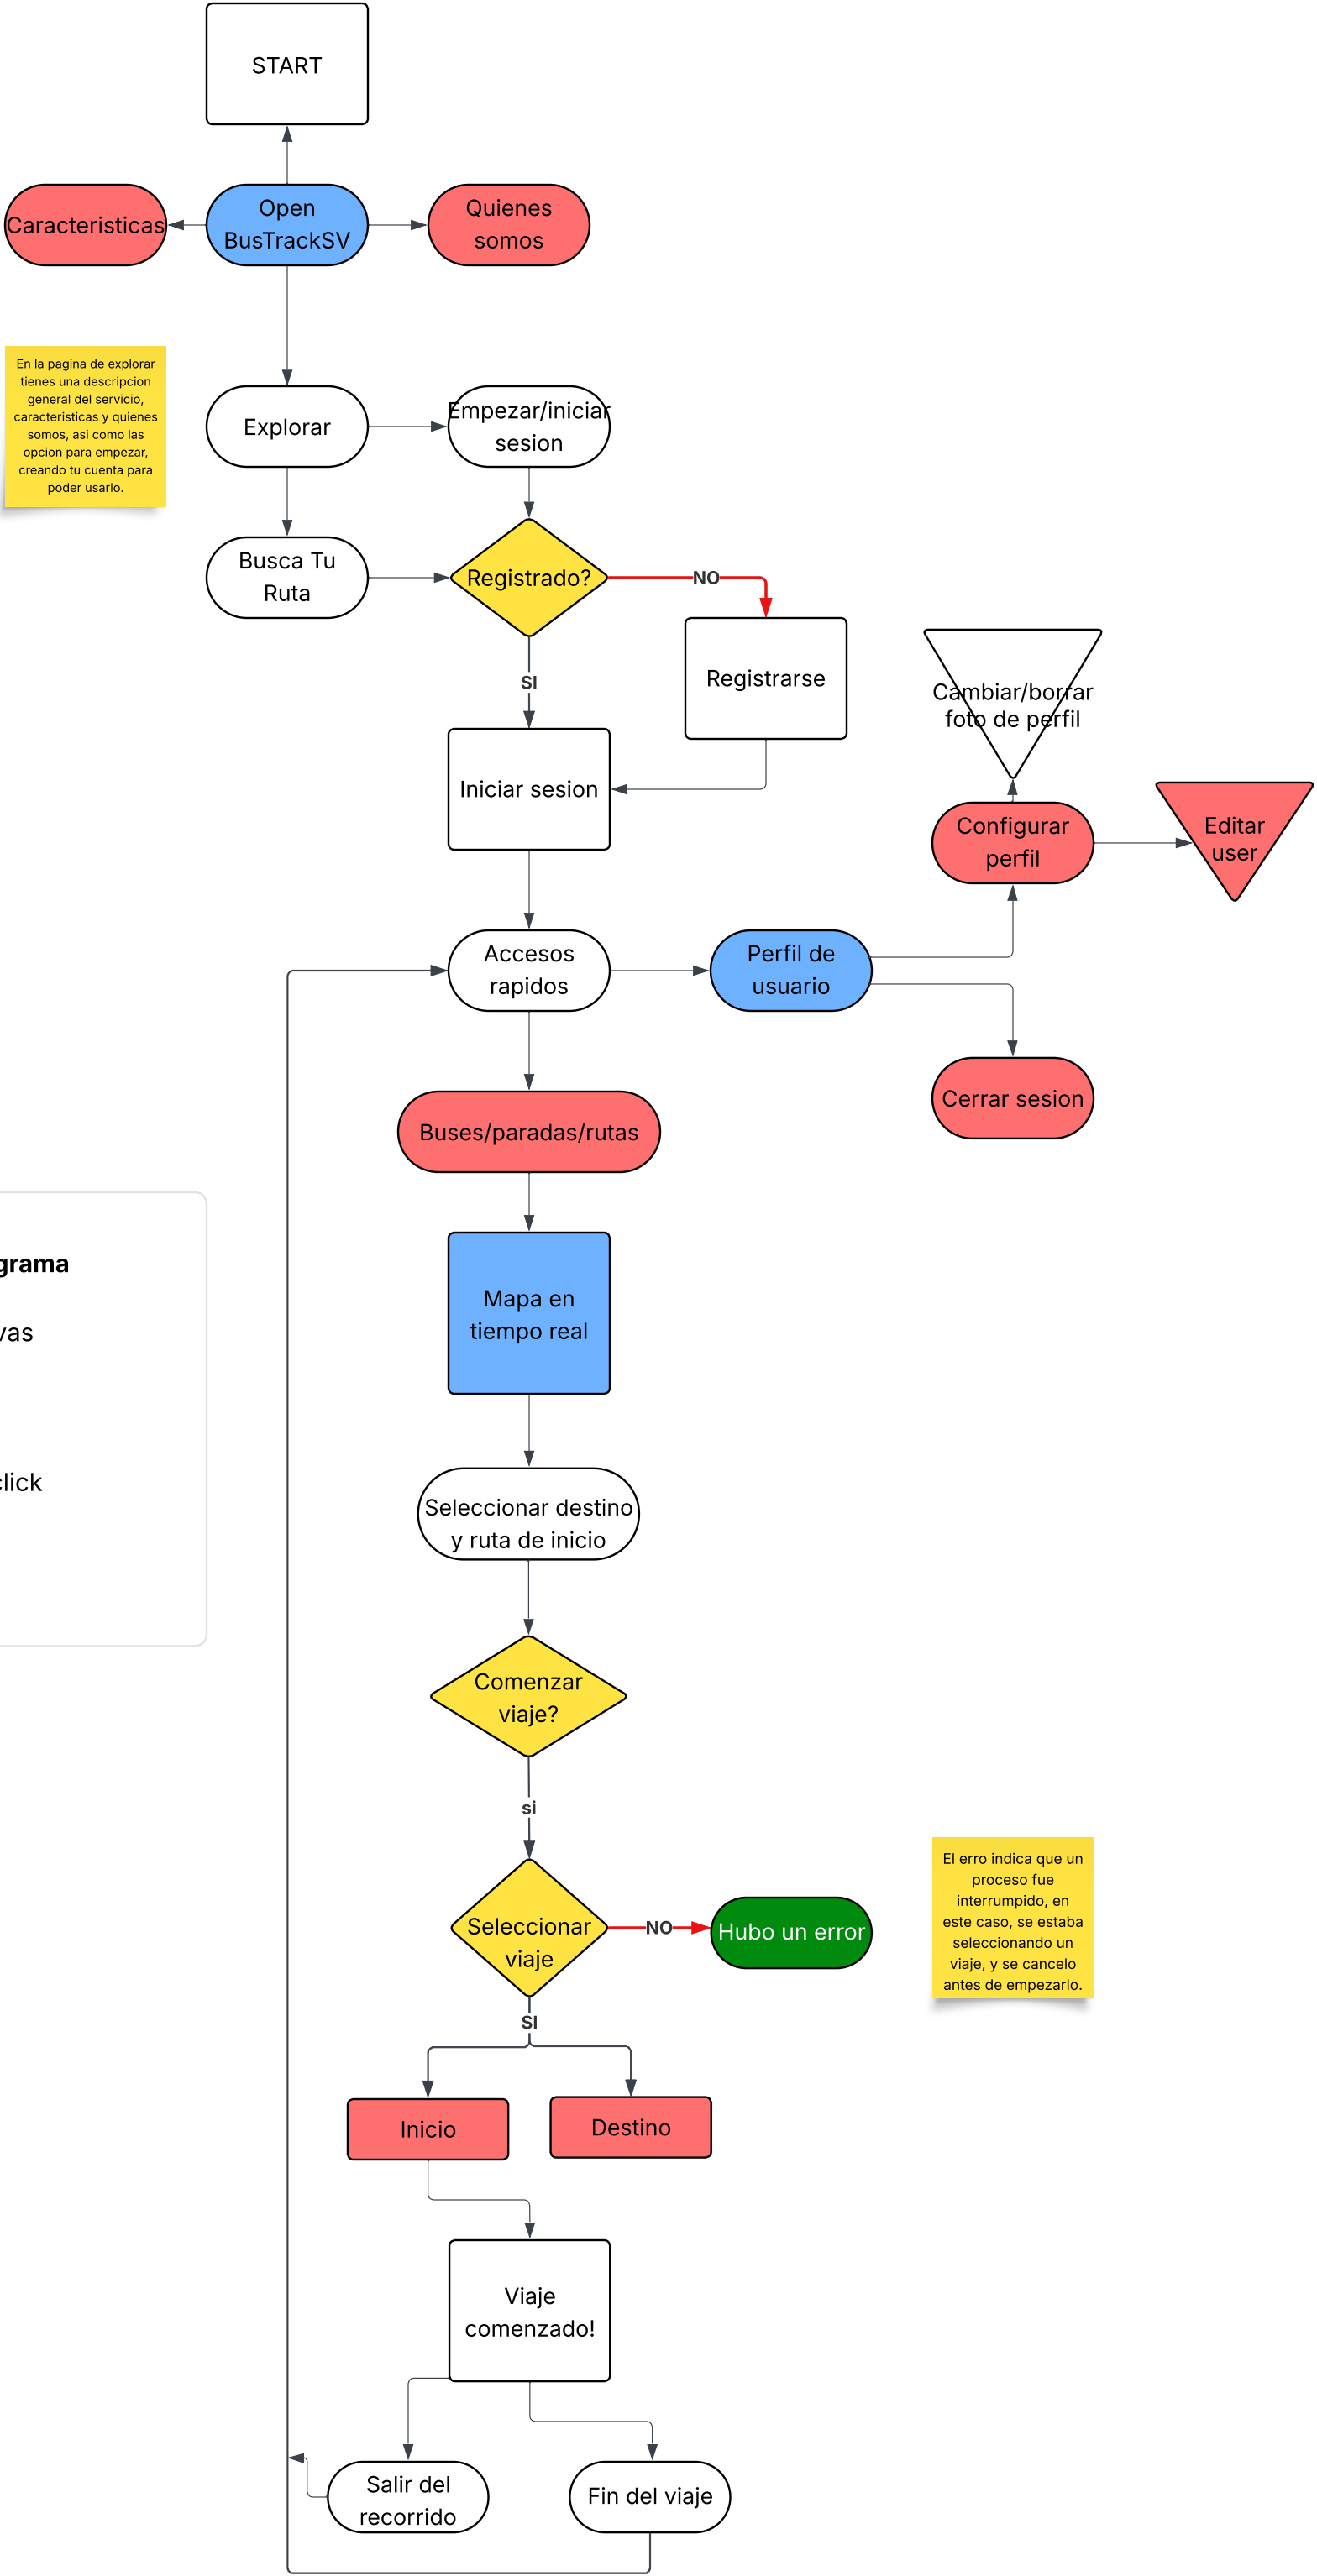 START
Caracteristicas
Open
BusTrackSV
Quienes
somos
En la pagina de explorar
tienes una descripcion
general del servicio,
caracteristicas y quienes
somos, asi como las
opcion para empezar,
creando tu cuenta para
poder usarlo.
Explorar
Empezar/iniciar
sesion
Busca Tu
Ruta
Registrado?
NO
Registrarse
SI
Iniciar sesion
Cambiar/borrar
foto de perfil
Configurar
perfil
Editar
user
Accesos
rapidos
Perfil de
usuario
Cerrar sesion
Buses/paradas/rutas
grama
vas
click
Mapa en
tiempo real
Seleccionar destino
y ruta de inicio
Comenzar
viaje?
si
Seleccionar
viaje
NO
Hubo un error
El erro indica que un
proceso fue
interrumpido, en
este caso, se estaba
seleccionando un
viaje, y se cancelo
antes de empezarlo.
SI
Inicio
Destino
Viaje
comenzado!
Salir del
recorrido
Fin del viaje